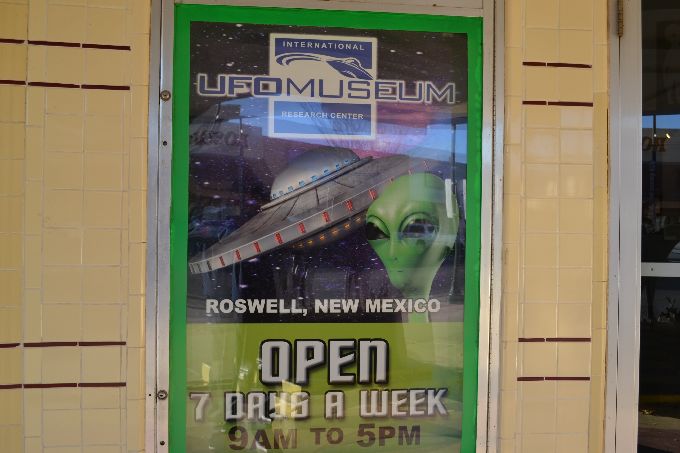 INTERNATIONAL
UFOMUSEUM
RESEARCH CENTER
ROSWELL, NEW MEXICO
OPEN
7 DAYS A WEEK
9AM TO 5PM